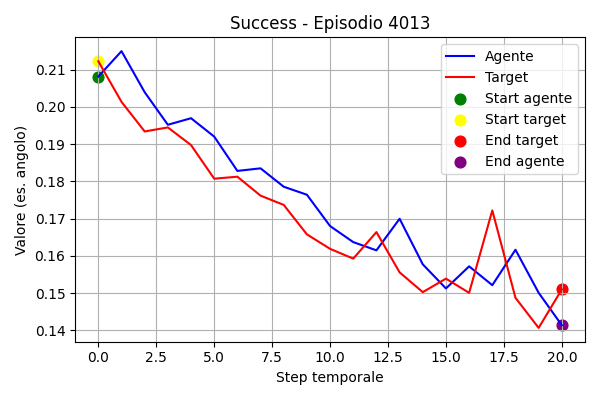 Success - Episodio 4013
Valore (es. angolo)
0.21
0.20
0.19
0.18
0.17
0.16
0.15
0.14
Agente
Target
Start agente
Start target
End target
End agente
0.0 2.5 5.0 7.5 10.0 12.5 15.0 17.5 20.0
Step temporale